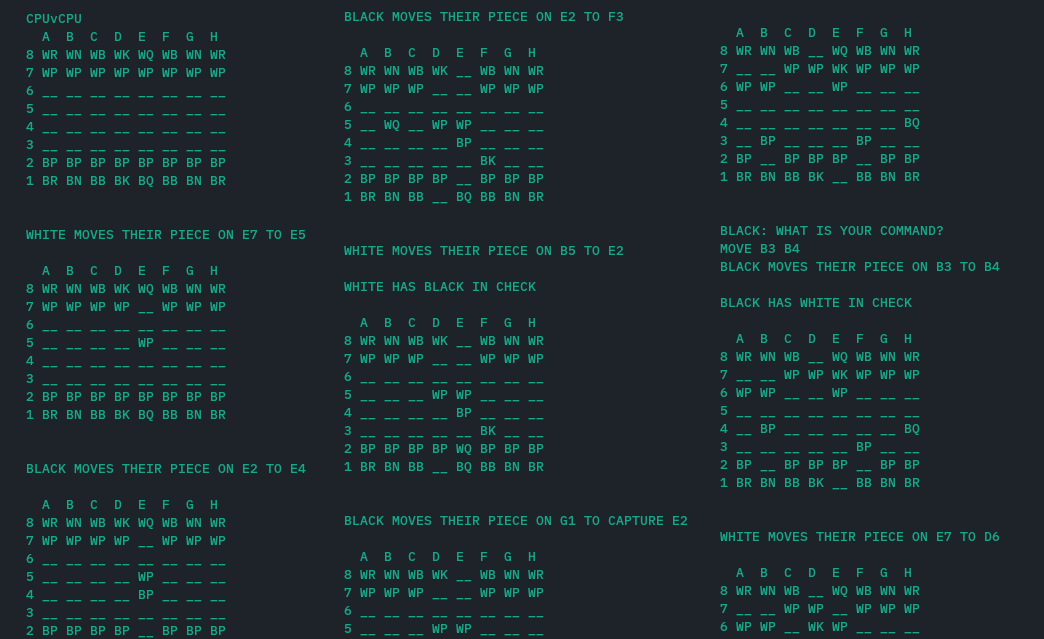 CPUvCPU
  A  B  C  D  E  F  G  H
8 WR WN WB WK WQ WB WN WR
7 WP WP WP WP WP WP WP WP
6 __ __ __ __ __ __ __ __
5 __ __ __ __ __ __ __ __
4 __ __ __ __ __ __ __ __
3 __ __ __ __ __ __ __ __
2 BP BP BP BP BP BP BP BP
1 BR BN BB BK BQ BB BN BR
WHITE MOVES THEIR PIECE ON E7 TO E5
  A  B  C  D  E  F  G  H
8 WR WN WB WK WQ WB WN WR
7 WP WP WP WP __ WP WP WP
6 __ __ __ __ __ __ __ __
5 __ __ __ __ WP __ __ __
4 __ __ __ __ __ __ __ __
3 __ __ __ __ __ __ __ __
2 BP BP BP BP BP BP BP BP
1 BR BN BB BK BQ BB BN BR
BLACK MOVES THEIR PIECE ON E2 TO E4
  A  B  C  D  E  F  G  H
8 WR WN WB WK WQ WB WN WR
7 WP WP WP WP __ WP WP WP
6 __ __ __ __ __ __ __ __
5 __ __ __ __ WP __ __ __
4 __ __ __ __ BP __ __ __
3 __ __ __ __ __ __ __ __
2 BP BP BP BP __ BP BP BP
BLACK MOVES THEIR PIECE ON E2 TO F3
  A  B  C  D  E  F  G  H
8 WR WN WB WK __ WB WN WR
7 WP WP WP __ __ WP WP WP
6 __ __ __ __ __ __ __ __
5 __ WQ __ WP WP __ __ __
4 __ __ __ __ BP __ __ __
3 __ __ __ __ __ BK __ __
2 BP BP BP BP __ BP BP BP
1 BR BN BB __ BQ BB BN BR
WHITE MOVES THEIR PIECE ON B5 TO E2
WHITE HAS BLACK IN CHECK
  A  B  C  D  E  F  G  H
8 WR WN WB WK __ WB WN WR
7 WP WP WP __ __ WP WP WP
6 __ __ __ __ __ __ __ __
5 __ __ __ WP WP __ __ __
4 __ __ __ __ BP __ __ __
3 __ __ __ __ __ BK __ __
2 BP BP BP BP WQ BP BP BP
1 BR BN BB __ BQ BB BN BR
BLACK MOVES THEIR PIECE ON G1 TO CAPTURE E2
  A  B  C  D  E  F  G  H
8 WR WN WB WK __ WB WN WR
7 WP WP WP __ __ WP WP WP
6 __ __ __ __ __ __ __ __
5 __ __ __ WP WP __ __ __
  A  B  C  D  E  F  G  H
8 WR WN WB __ WQ WB WN WR
7 __ __ WP WP WK WP WP WP
6 WP WP __ __ WP __ __ __
5 __ __ __ __ __ __ __ __
4 __ __ __ __ __ __ __ BQ
3 __ BP __ __ __ BP __ __
2 BP __ BP BP BP __ BP BP
1 BR BN BB BK __ BB BN BR
BLACK: WHAT IS YOUR COMMAND?
MOVE B3 B4
BLACK MOVES THEIR PIECE ON B3 TO B4
BLACK HAS WHITE IN CHECK
  A  B  C  D  E  F  G  H
8 WR WN WB __ WQ WB WN WR
7 __ __ WP WP WK WP WP WP
6 WP WP __ __ WP __ __ __
5 __ __ __ __ __ __ __ __
4 __ BP __ __ __ __ __ BQ
3 __ __ __ __ __ BP __ __
2 BP __ BP BP BP __ BP BP
1 BR BN BB BK __ BB BN BR
WHITE MOVES THEIR PIECE ON E7 TO D6
  A  B  C  D  E  F  G  H
8 WR WN WB __ WQ WB WN WR
7 __ __ WP WP __ WP WP WP
6 WP WP __ WK WP __ __ __